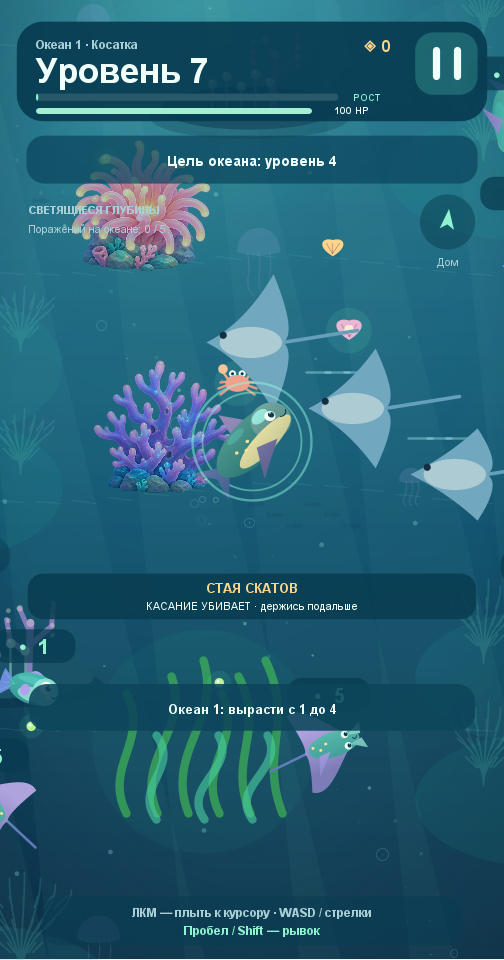 Океан 1 · Косатка
0
Уровень 7
РОСТ
100 HP
Цель океана: уровень 4
СВЕТЯЩИЕСЯ ГЛУБИНЫ
Поражений на океане: 0 / 5
Дом
СТАЯ СКАТОВ
КАСАНИЕ УБИВАЕТ · держись подальше
1
5
Океан 1: вырасти с 1 до 4
5
ЛКМ — плыть к курсору · WASD / стрелки
Пробел / Shift — рывок